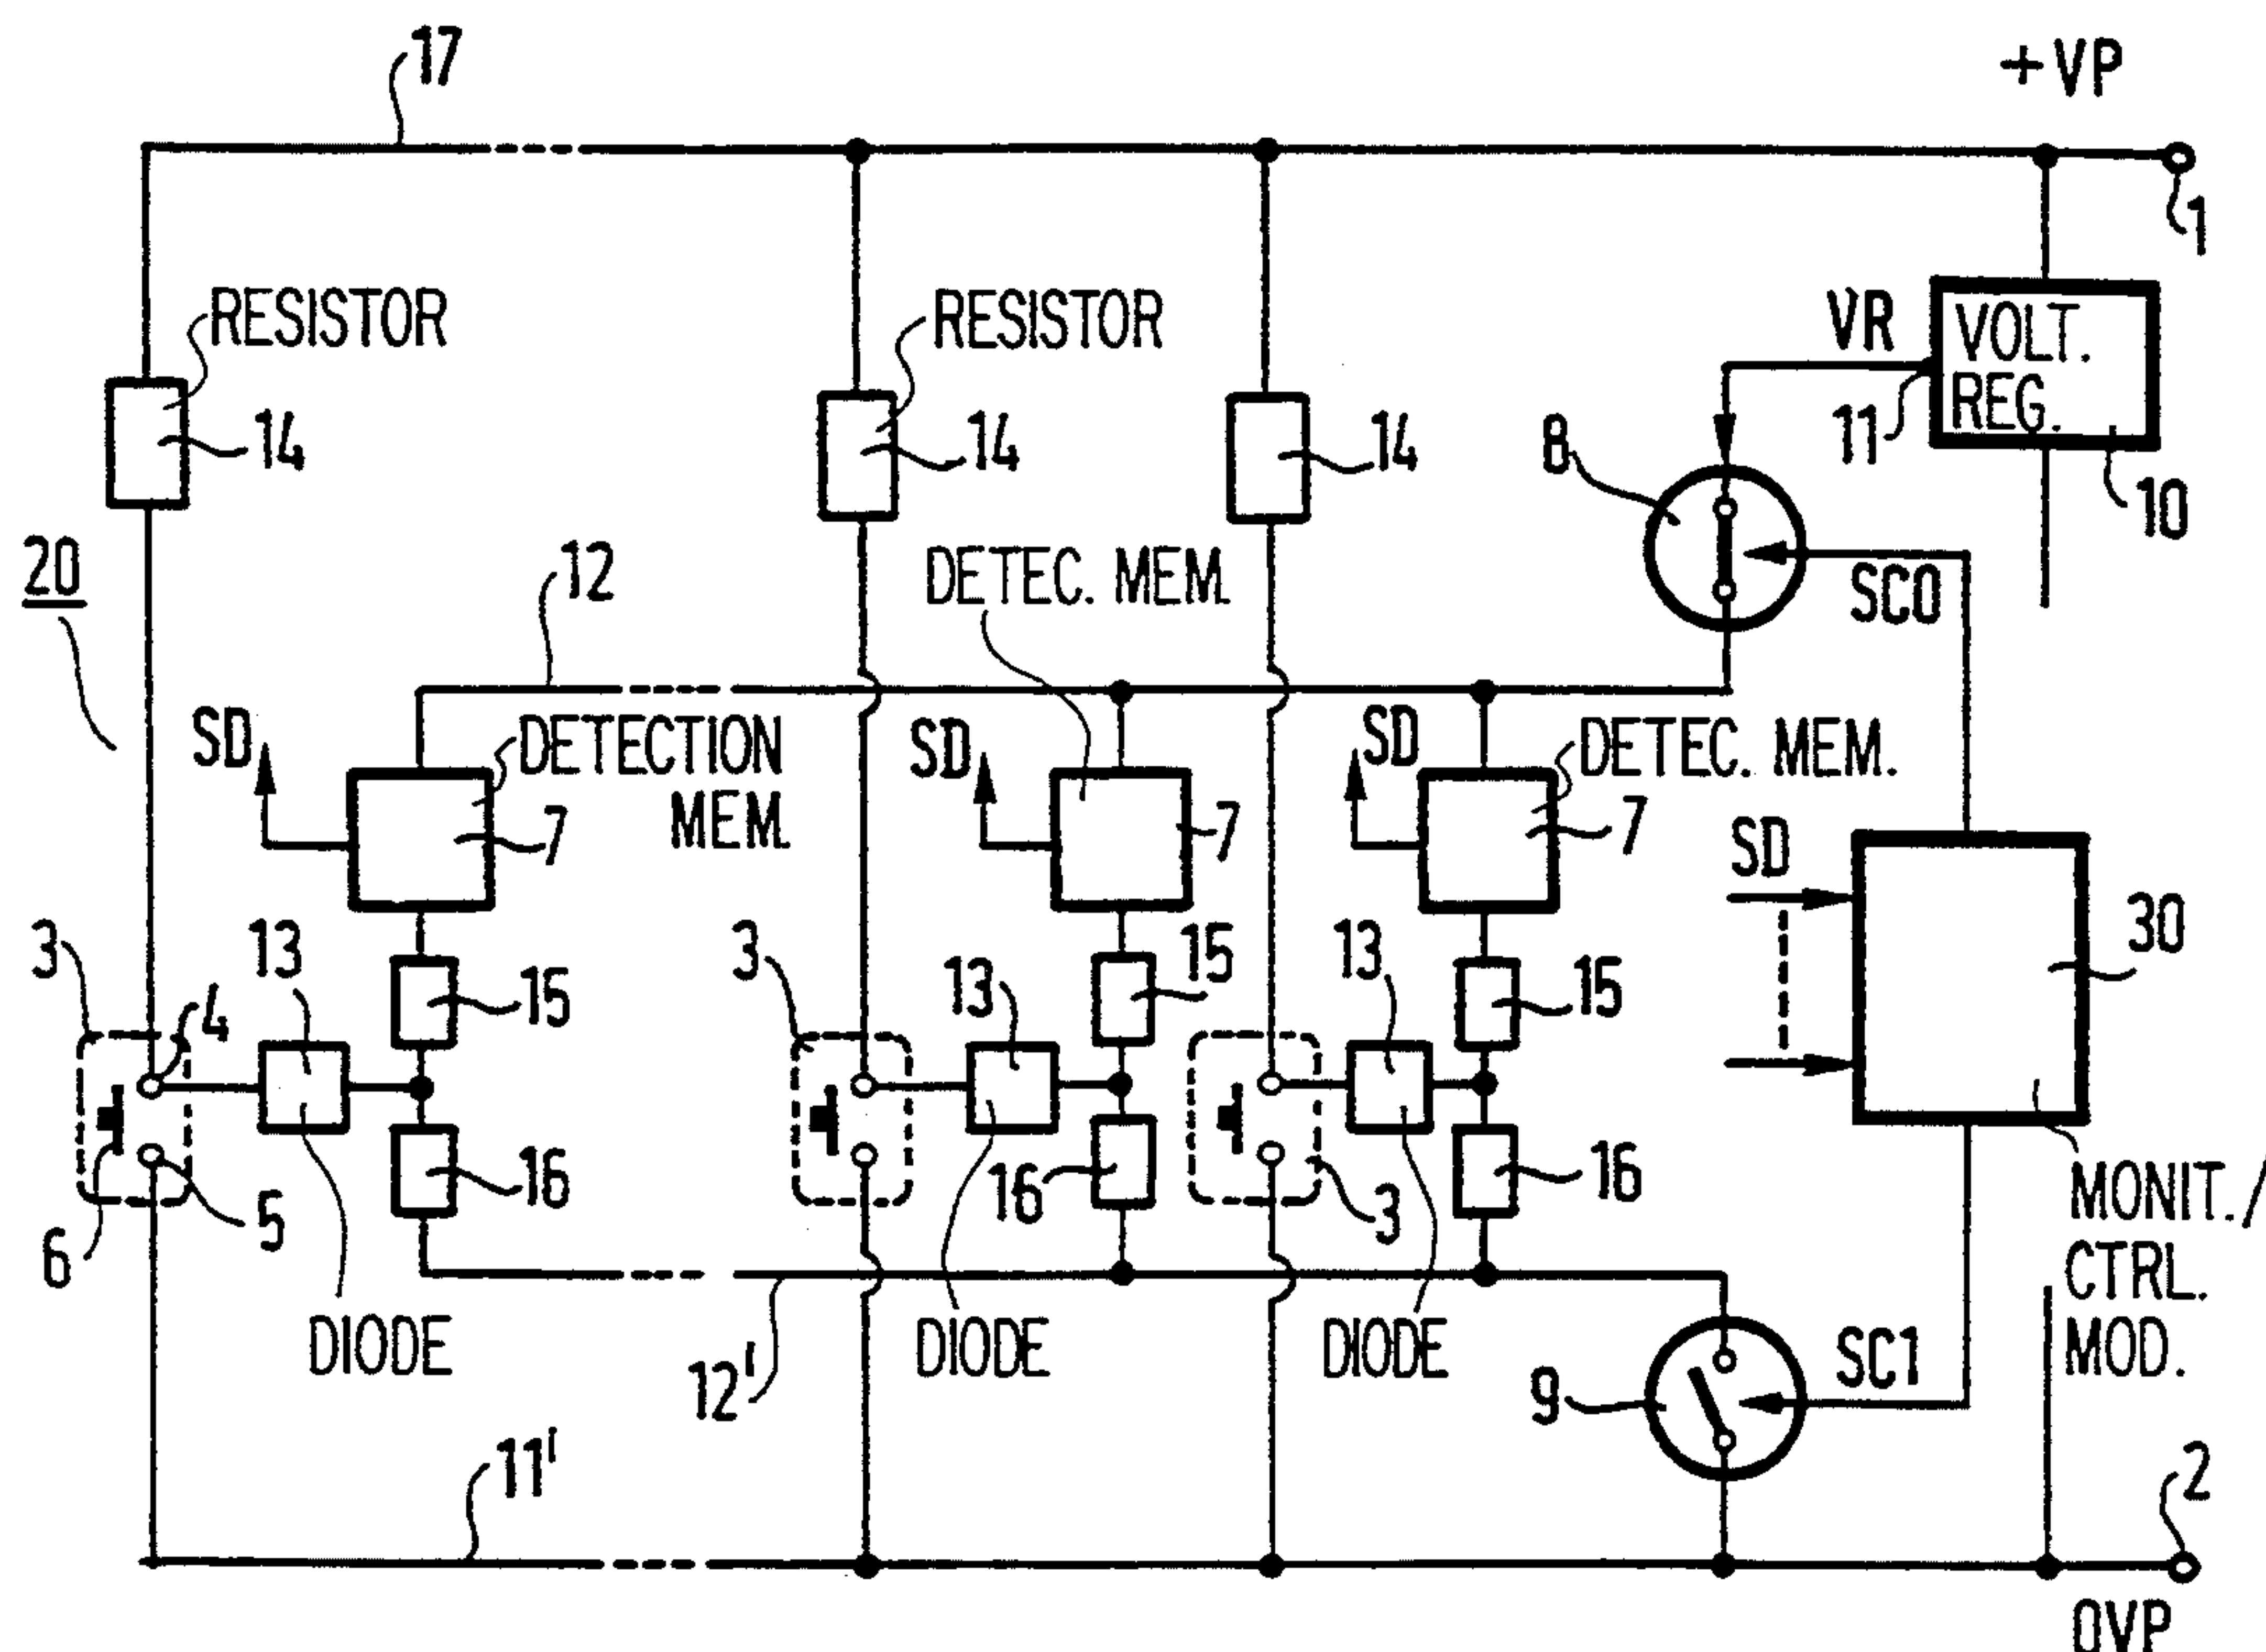 17
+VP
1
RESISTOR
RESISTOR
VR
VOLT.
REG.
11
14
14
14
8
10
20
12
DETEC. MEM.
SC0
SD
DETECTION
MEM.
SD
SD
DETEC. MEM.
7
7
7
SD
30
3
13
15
3
13
15
13
15
4
16
16
16
5
6
3
MONIT./
CTRL.
MOD.
DIODE
DIODE
DIODE
12'
9
SC1
11'
2
0VP